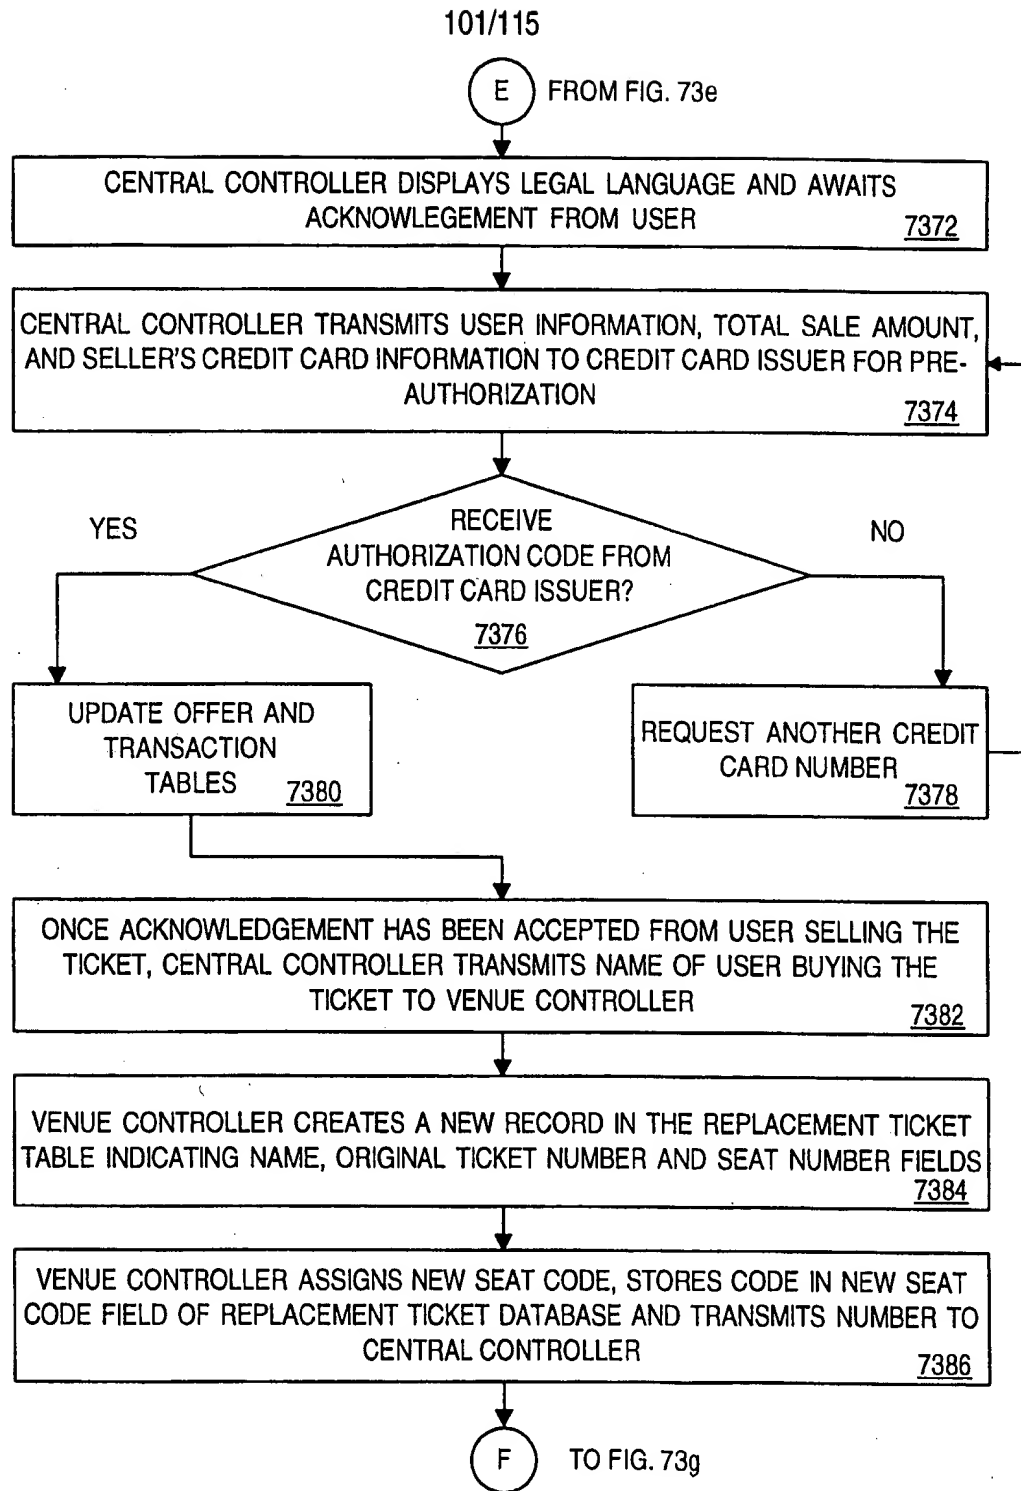 101/115
E FROM FIG. 73e
CENTRAL CONTROLLER DISPLAYS LEGAL LANGUAGE AND AWAITS
ACKNOWLEGEMENT FROM USER
7372
CENTRAL CONTROLLER TRANSMITS USER INFORMATION, TOTAL SALE AMOUNT,
AND SELLER'S CREDIT CARD INFORMATION TO CREDIT CARD ISSUER FOR PRE-
AUTHORIZATION
7374
RECEIVE
AUTHORIZATION CODE FROM
CREDIT CARD ISSUER?
7376
YES
NO
UPDATE OFFER AND
TRANSACTION
TABLES
7380
REQUEST ANOTHER CREDIT
CARD NUMBER
7378
ONCE ACKNOWLEDGEMENT HAS BEEN ACCEPTED FROM USER SELLING THE
TICKET, CENTRAL CONTROLLER TRANSMITS NAME OF USER BUYING THE
TICKET TO VENUE CONTROLLER
7382
VENUE CONTROLLER CREATES A NEW RECORD IN THE REPLACEMENT TICKET
TABLE INDICATING NAME, ORIGINAL TICKET NUMBER AND SEAT NUMBER FIELDS
7384
VENUE CONTROLLER ASSIGNS NEW SEAT CODE, STORES CODE IN NEW SEAT
CODE FIELD OF REPLACEMENT TICKET DATABASE AND TRANSMITS NUMBER TO
CENTRAL CONTROLLER
7386
F TO FIG. 73g